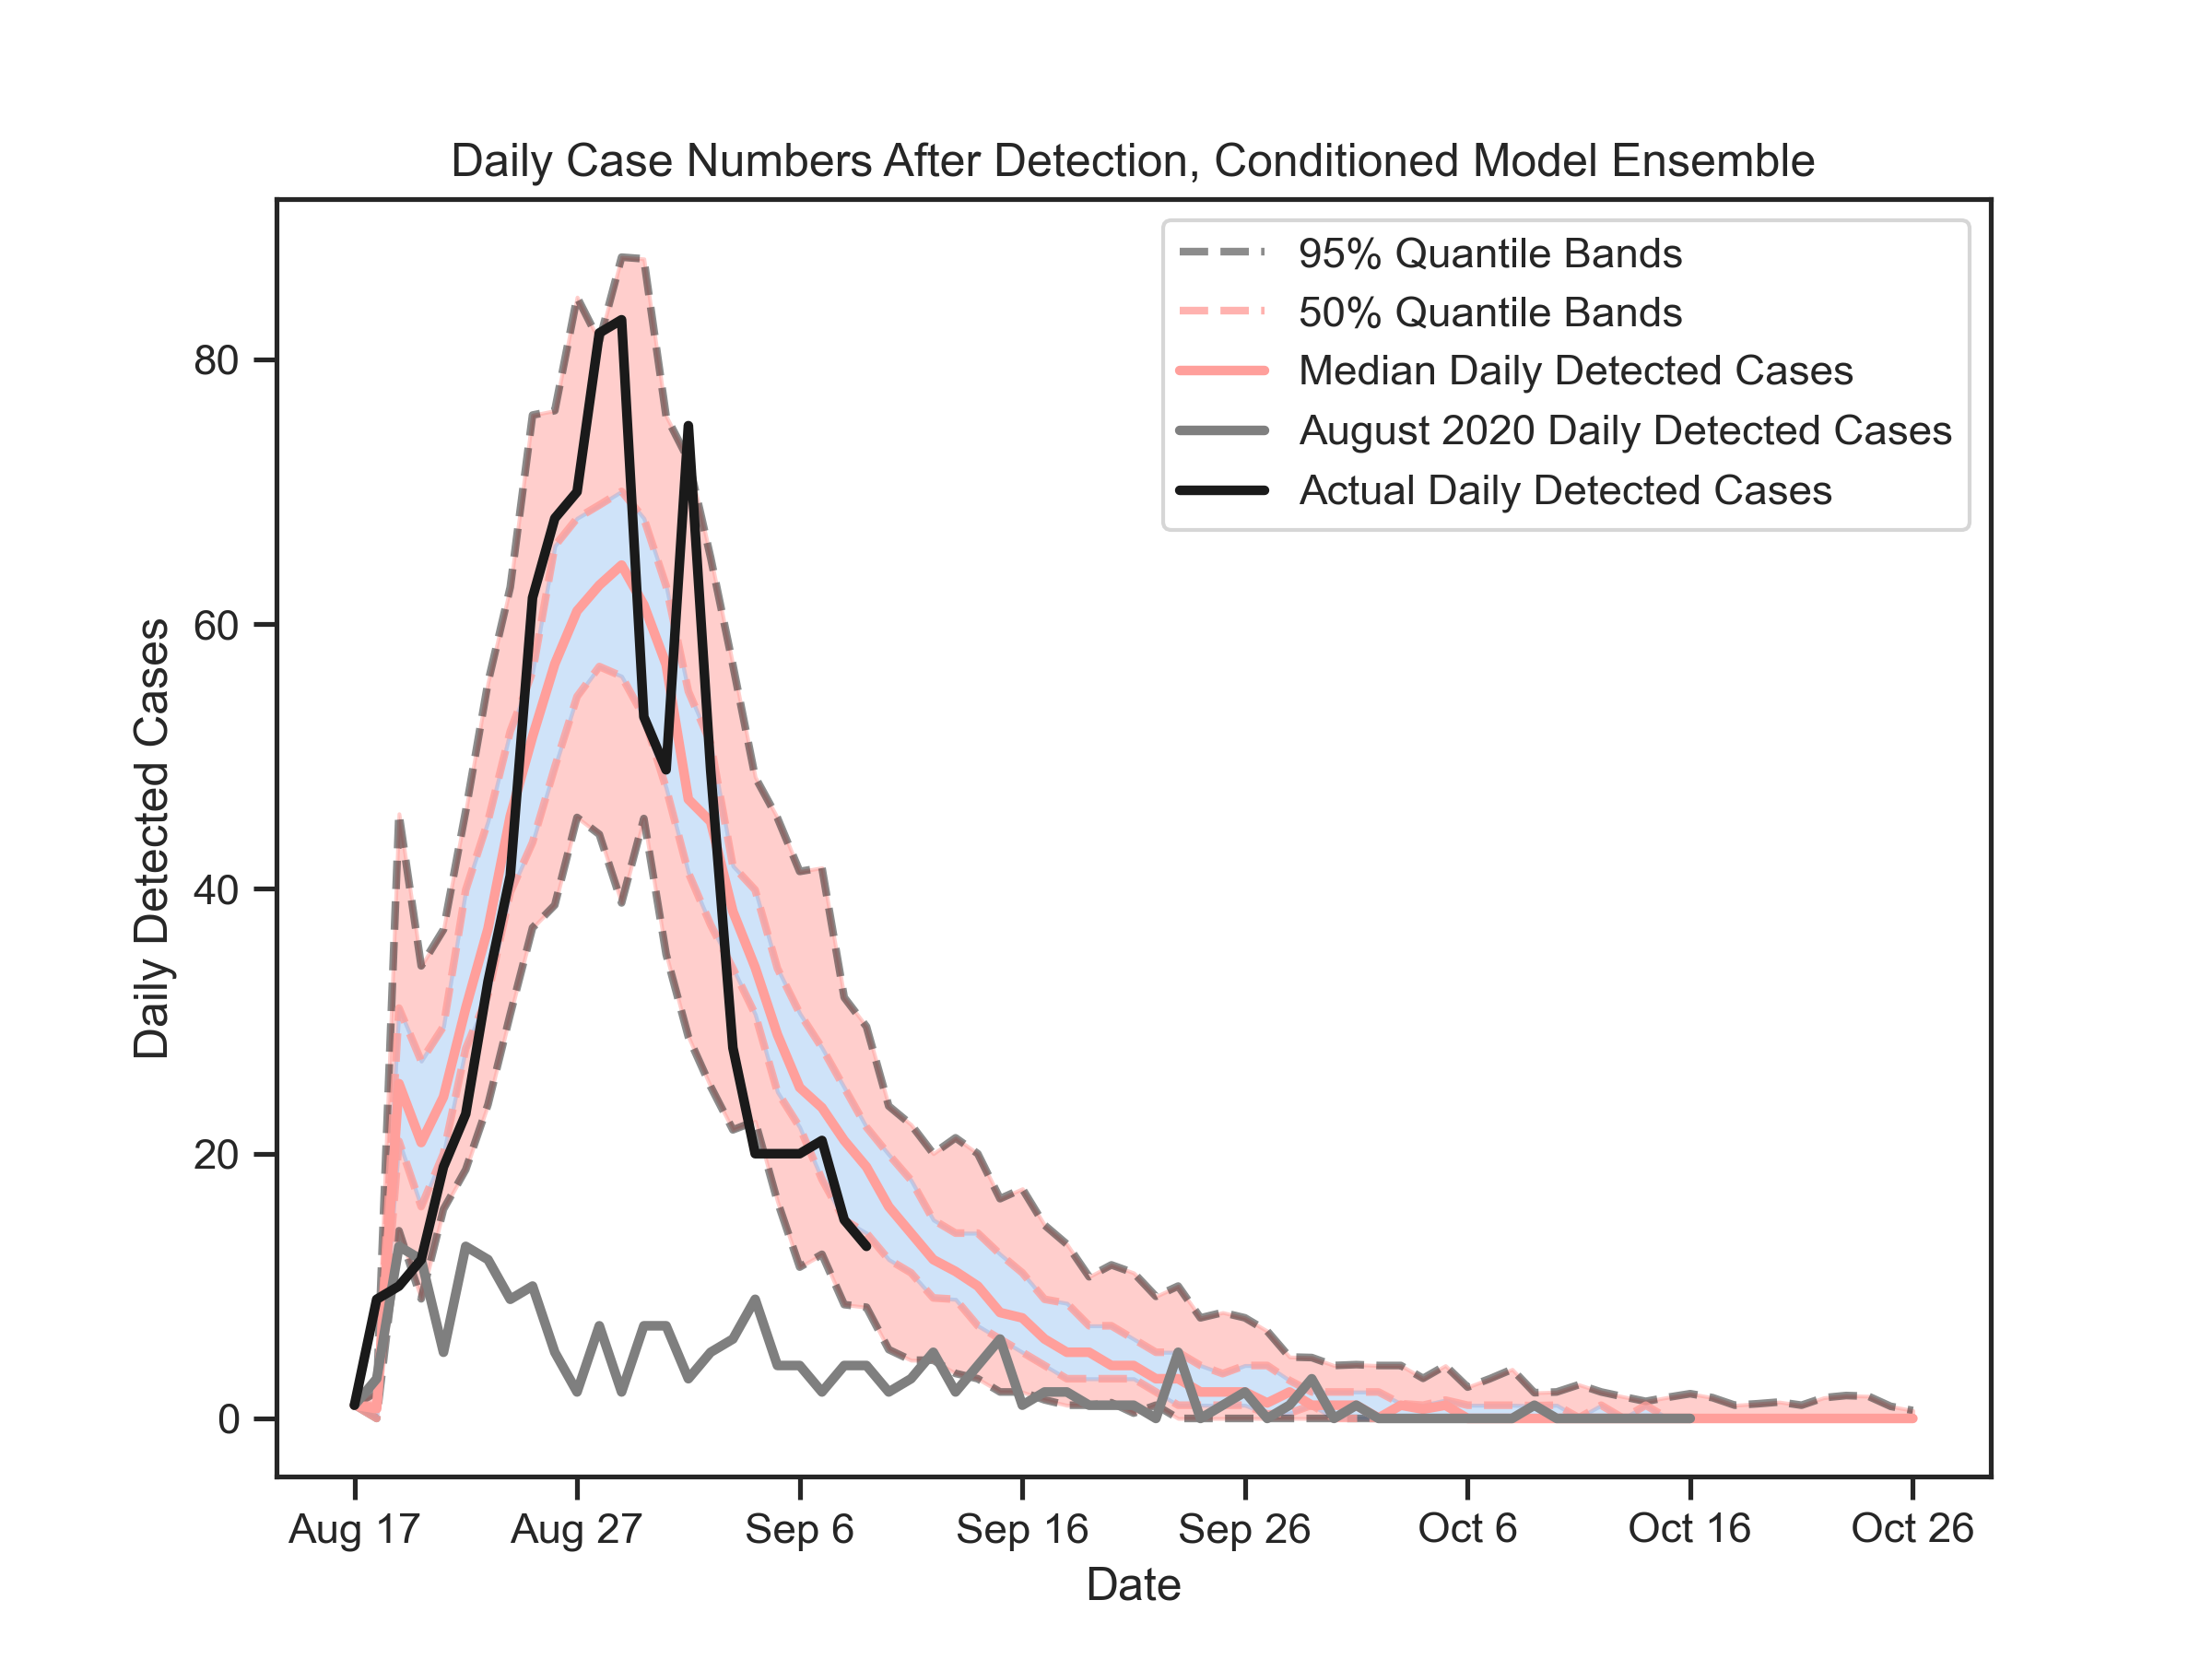 Daily Case Numbers After Detection, Conditioned Model Ensemble
95% Quantile Bands
50% Quantile Bands
Median Daily Detected Cases
August 2020 Daily Detected Cases
Actual Daily Detected Cases
Daily Detected Cases
80
60
40
20
0
Aug 17
Aug 27
Sep 6
Sep 16
Sep 26
Oct 6
Oct 16
Oct 26
Date